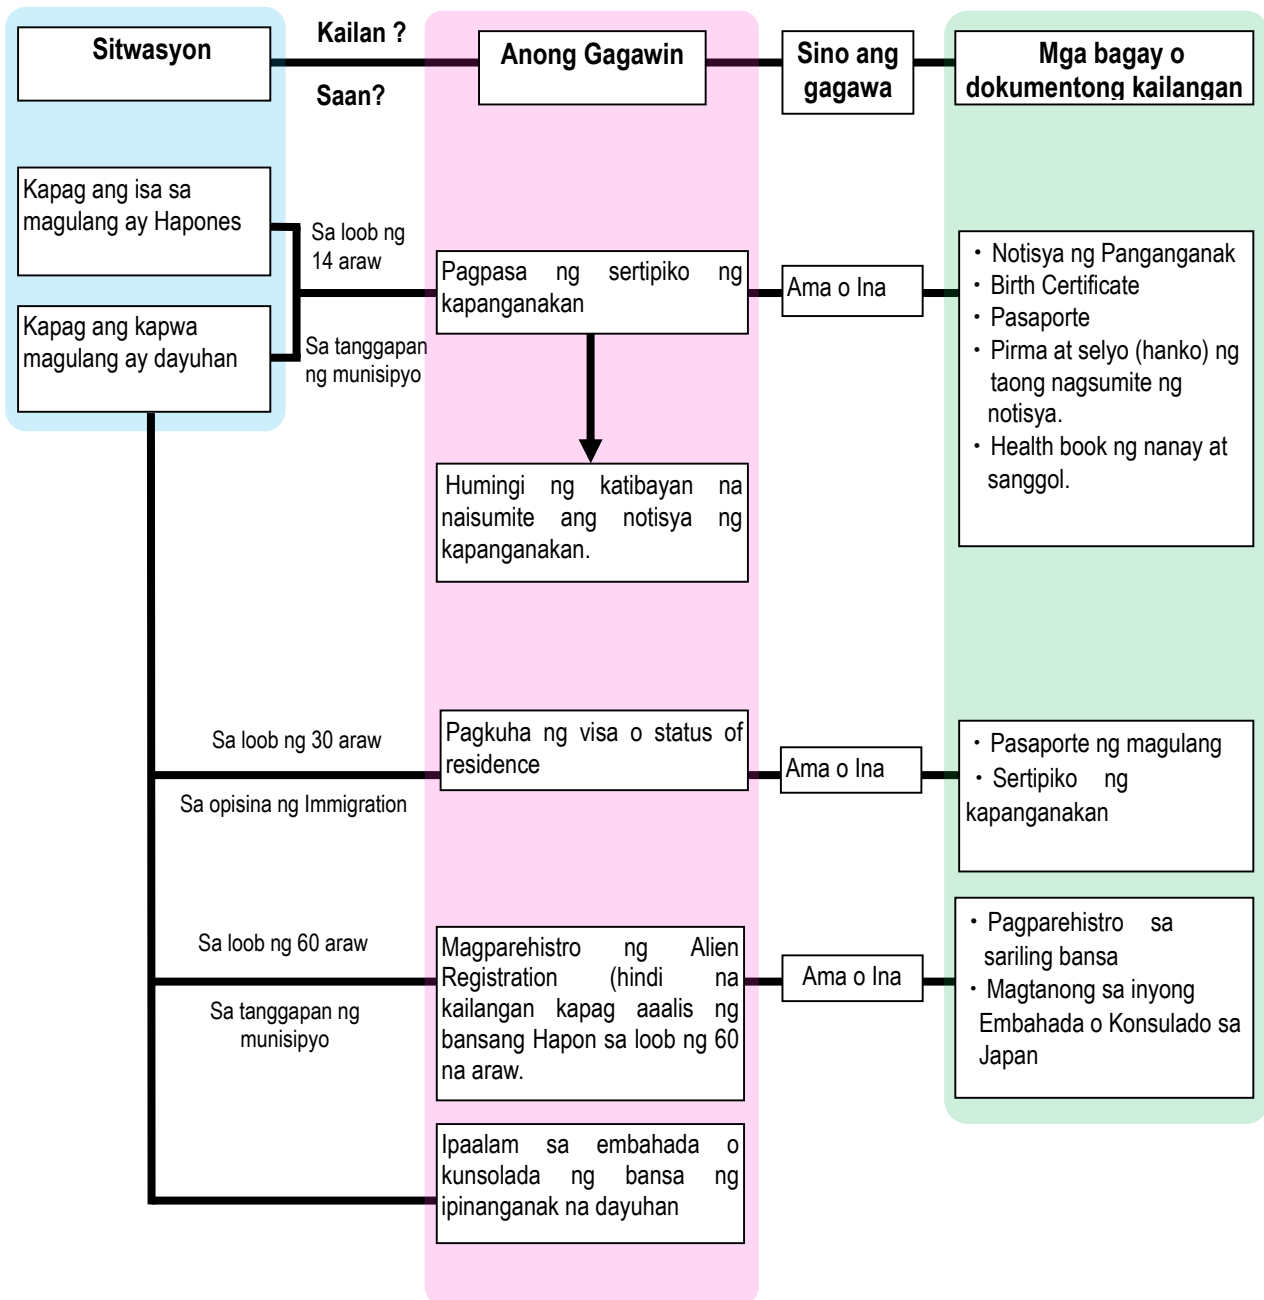 Sitwasyon
Kailan ?
Saan?
Anong Gagawin
Sino ang
gagawa
Mga bagay o
dokumentong kailangan
Kapag ang isa sa
magulang ay Hapones
Kapag ang kapwa
magulang ay dayuhan
Sa loob ng
14 araw
Sa tanggapan
ng munisipyo
Pagpasa ng sertipiko ng
kapanganakan
Ama o Ina
・Notisya ng Panganganak
・Birth Certificate
・Pasaporte
・Pirma at selyo (hanko) ng
taong nagsumite ng
notisya.
・Health book ng nanay at
sanggol.
Humingi ng katibayan na
naisumite ang notisya ng
kapanganakan.
Sa loob ng 30 araw
Sa opisina ng Immigration
Pagkuha ng visa o status of
residence
Ama o Ina
・Pasaporte ng magulang
・Sertipiko ng
kapanganakan
Sa loob ng 60 araw
Sa tanggapan ng
munisipyo
Magparehistro ng Alien
Registration (hindi na
kailangan kapag aaalis ng
bansang Hapon sa loob ng 60
na araw.
Ama o Ina
・Pagparehistro sa
sariling bansa
・Magtanong sa inyong
Embahada o Konsulado sa
Japan
Ipaalam sa embahada o
kunsolada ng bansa ng
ipinanganak na dayuhan